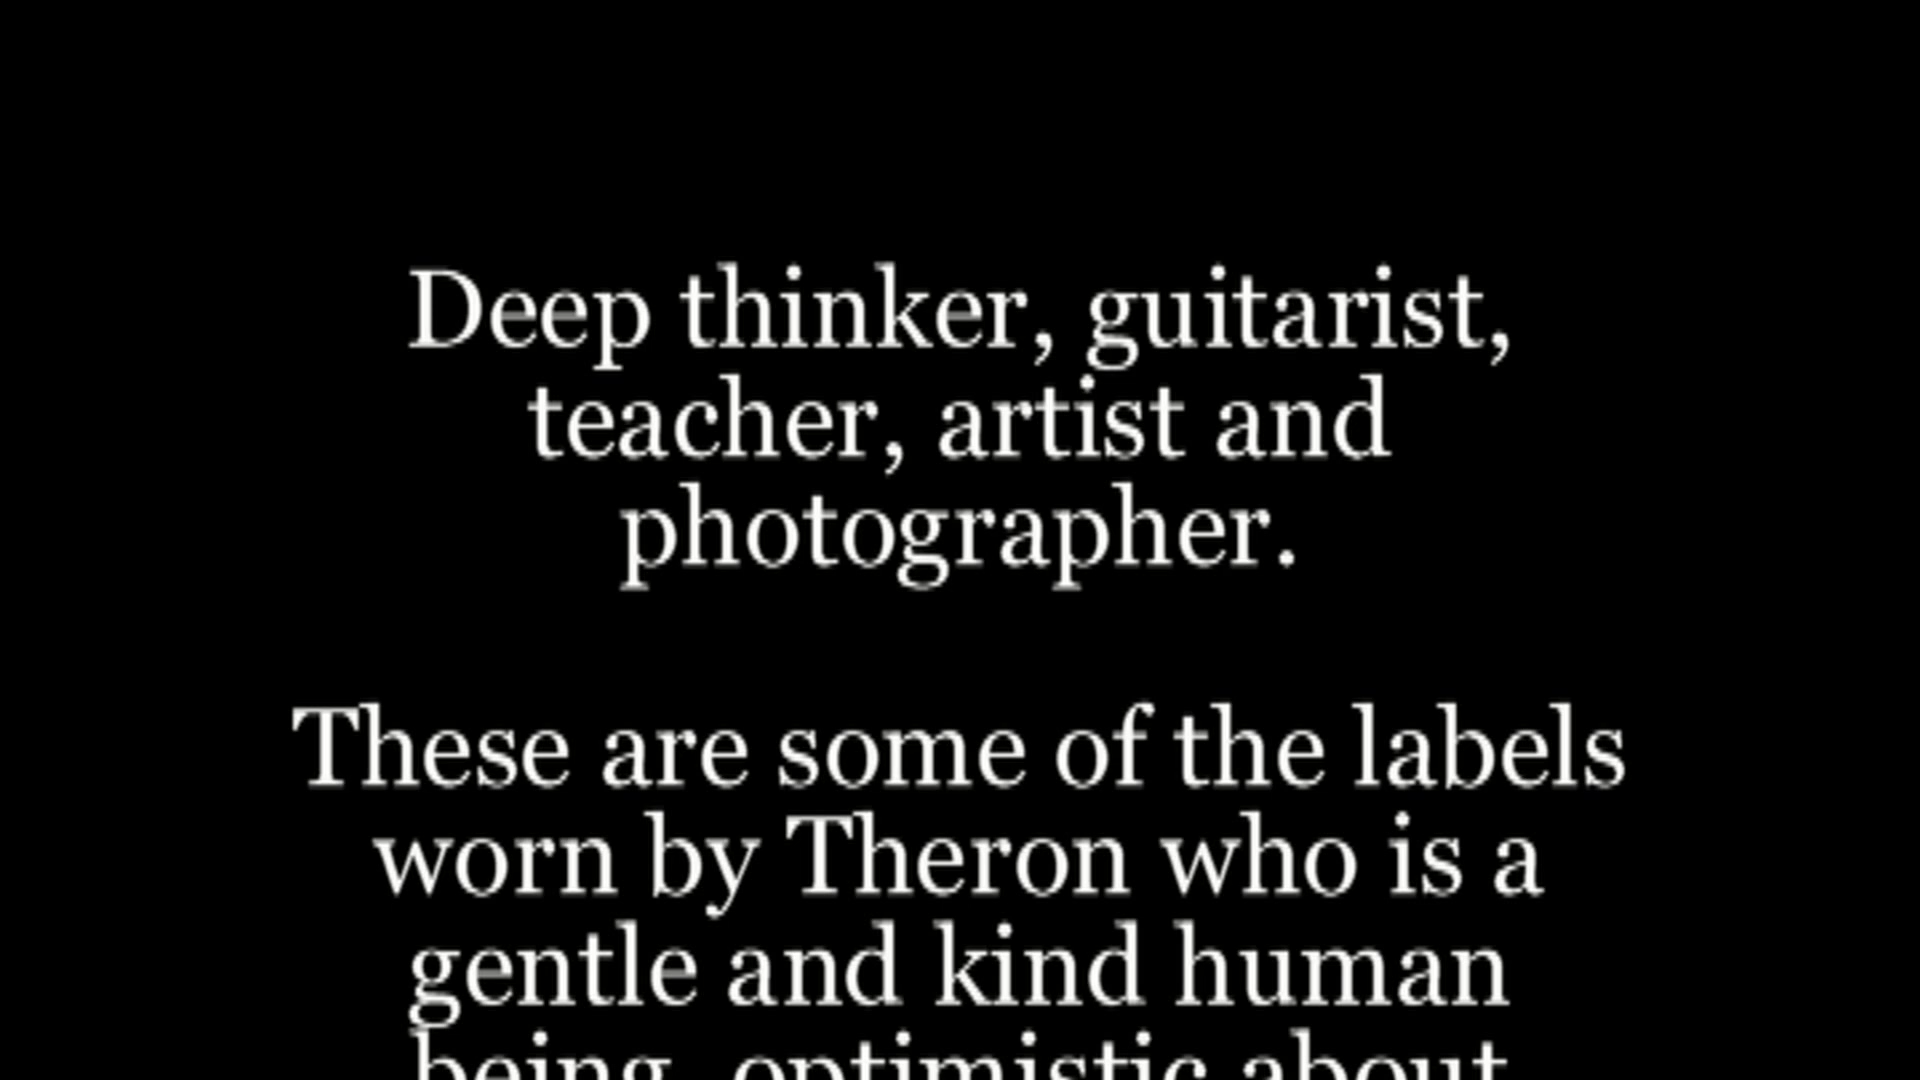 Deep thinker, guitarist,
teacher, artist and
photographer.
These are some of the labels
worn by Theron who is a
gentle and kind human
being, optimistic about